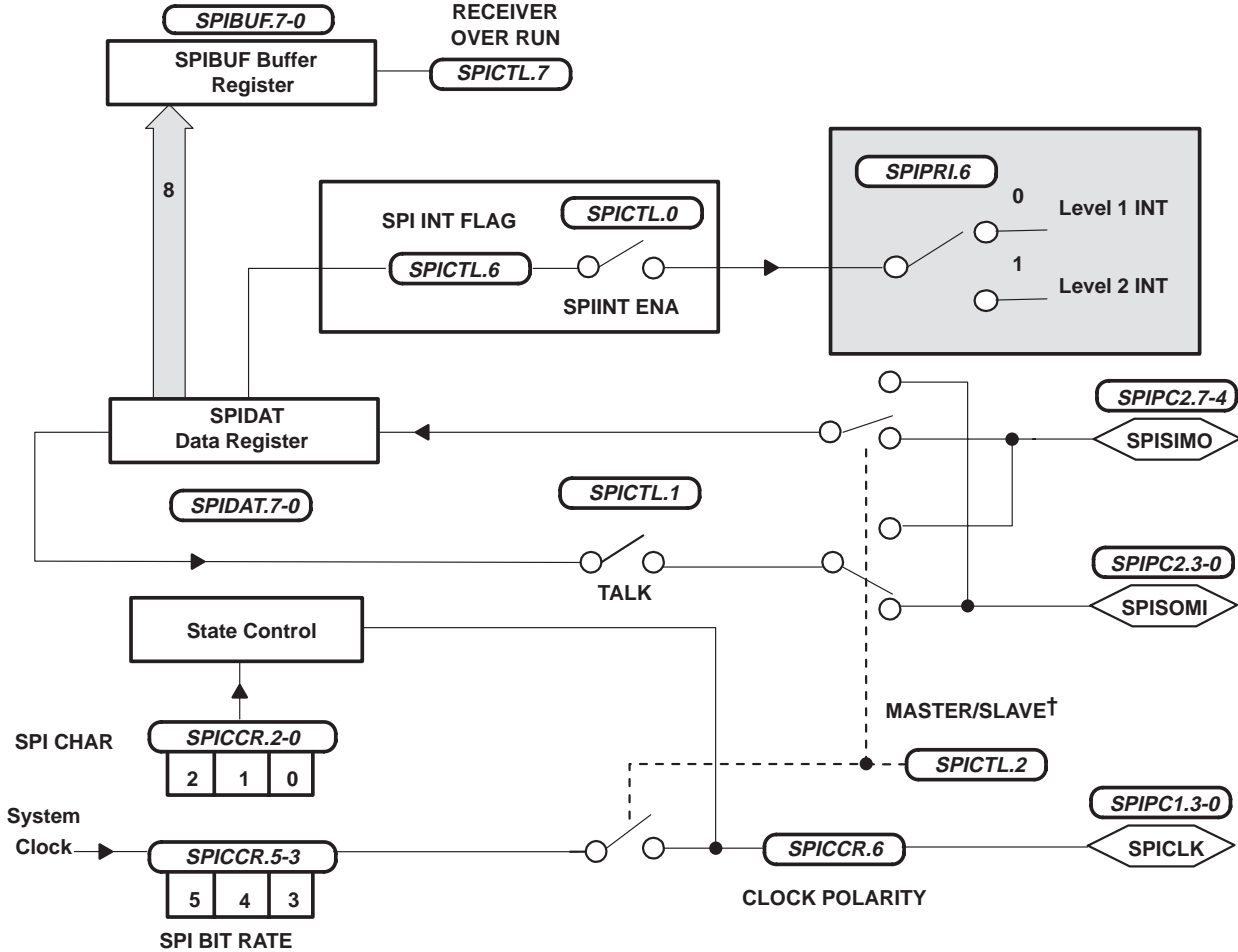 SPIBUF.7-0
RECEIVER
OVER RUN
SPIBUF Buffer
Register
SPICTL.7
8
SPI INT FLAG
SPICTL.0
SPICTL.6
SPIINT ENA
SPIPRI.6
0
Level 1 INT
1
Level 2 INT
SPIDAT
Data Register
SPIPC2.7-4
SPISIMO
SPIDAT.7-0
SPICTL.1
TALK
SPIPC2.3-0
SPISOMI
State Control
MASTER/SLAVE†
SPI CHAR
SPICCR.2-0
2 1 0
SPICTL.2
System
Clock
SPICCR.5-3
5 4 3
SPI BIT RATE
SPICCR.6
CLOCK POLARITY
SPIPC1.3-0
SPICLK